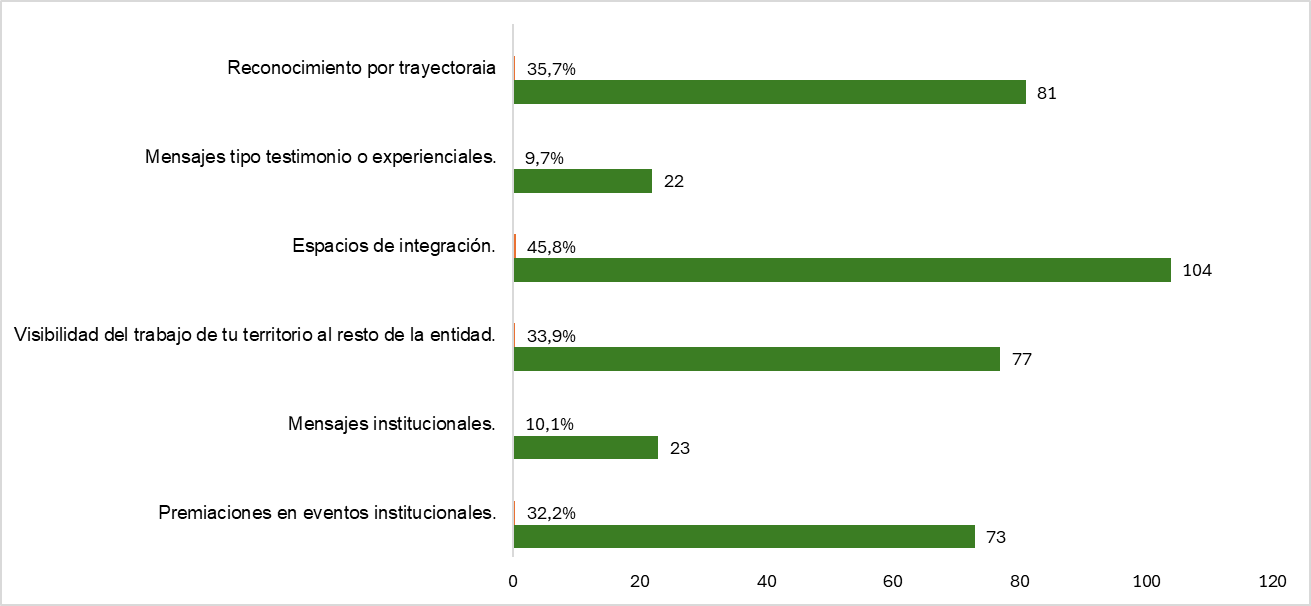 Reconocimiento por trayectoraia
35,7%
81
Mensajes tipo testimonio o experienciales.
9,7%
22
Espacios de integración.
45,8%
104
Visibilidad del trabajo de tu territorio al resto de la entidad.
33,9%
77
Mensajes institucionales.
10,1%
23
Premiaciones en eventos institucionales.
32,2%
73
0 20 40 60 80 100 120